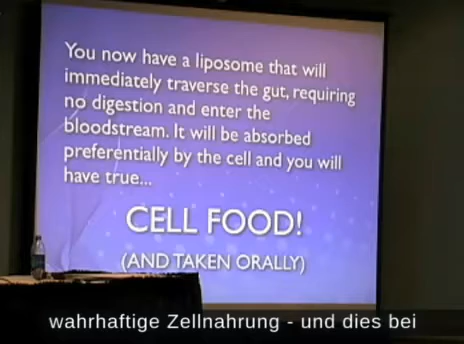 You now have a liposome that will
immediately traverse the gut, requiring
no digestion and enter the
bloodstream. It will be absorbed
preferentially by the cell and you will
have true...
CELL FOOD!
(AND TAKEN ORALLY)
wahrhaftige Zellnahrung - und dies bei